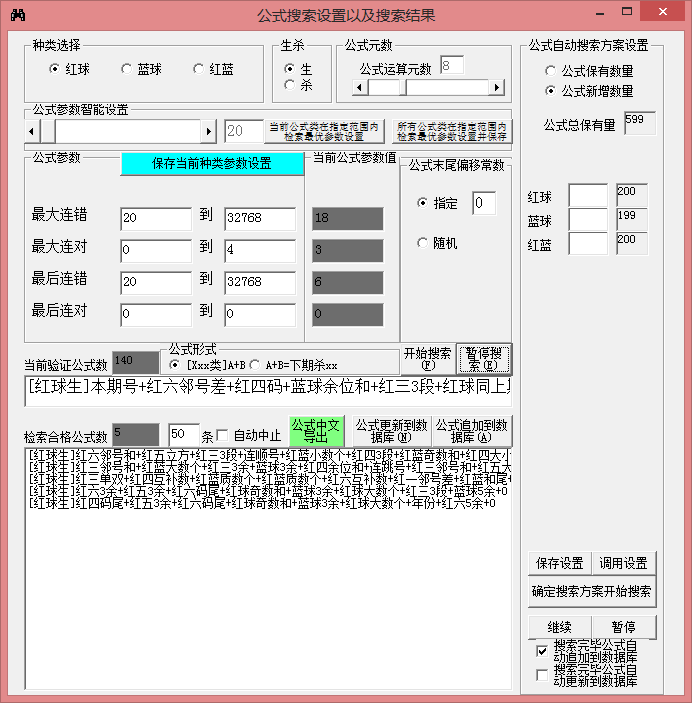 公式搜索设置以及搜索结果
种类选择
红球
蓝球
红蓝
生杀
生
杀
公式元数
公式运算元数
8
公式参数智能设置
20
当前公式类在指定范围内
检索最优参数设置
所有公式类在指定范围内
检索最优参数设置并保存
公式参数
保存当前种类参数设置
当前公式参数值
最大连错
20
到
32768
18
最大连对
0
到
4
3
最后连错
20
到
32768
6
最后连对
0
到
0
0
公式末尾偏移常数
指定
0
随机
当前验证公式数
140
公式形式
[Xxx类]A+B
A+B=下期杀xx
开始搜索
(F)
暂停搜
索(E)
[红球生]本期号+红六邻号差+红四码+蓝球余位和+红三3段+红球同上
检索合格公式数
5
50
条
自动中止
公式中文
导出
公式更新到数
据库(N)
公式追加到数
据库(A)
[红球生]红六邻号和+红五立方+红三3段+连顺号+红蓝小数个+红四3段+红蓝奇数和+红四大小
[红球生]红三邻号和+红蓝大数个+红三3余+蓝球3余+红四余位和+连跳号+红三邻号和+红五大
[红球生]红三单双+红四互补数+红蓝质数个+红蓝质数个+红六互补数+红一邻号差+红蓝和尾+
[红球生]红六3余+红五3余+红六码尾+红球奇数和+蓝球3余+红球大数个+红三3段+蓝球5余+0
[红球生]红四码尾+红五3余+红六码尾+红球奇数和+蓝球3余+红球大数个+年份+红六5余+0
公式自动搜索方案设置
公式保有数量
公式新增数量
公式总保有量
599
红球
200
蓝球
199
红蓝
200
保存设置
调用设置
确定搜索方案开始搜索
继续
暂停
搜索完毕公式自
动追加到数据库
搜索完毕公式自
动更新到数据库